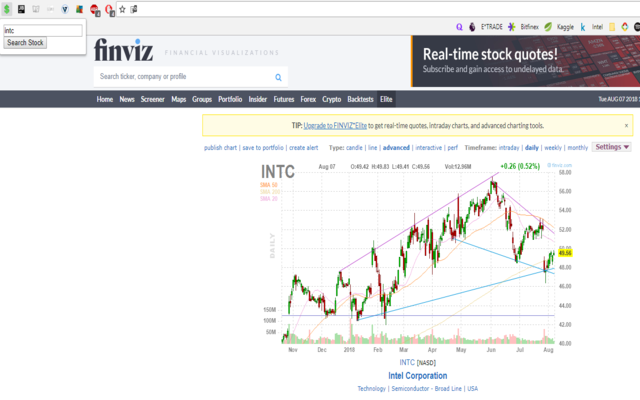 intc
Search Stock
E*TRADE
Bitfinex
Kaggle
Intel
finviz FINANCIAL VISUALIZATIONS
Search ticker, company or profile
Real-time stock quotes!
Subscribe and gain access to undelayed data.
Home News Screener Maps Groups Portfolio Insider Futures Forex Crypto Backtests Elite Tue AUG 07 2018
TIP: Upgrade to FINVIZ*Elite to get real-time quotes, intraday charts, and advanced charting tools. ×
publish chart | save to portfolio | create alert Type: candle | line | advanced | interactive | perf Timeframe: intraday | daily | weekly | monthly Settings
INTC Aug 07 O:49.42 H:49.83 L:49.41 C:49.56 Vol:12.96M +0.26 (0.52%)
SMA 50
SMA 200
SMA 20
DAILY
58.00
56.00
54.00
52.00
50.00
49.56
48.00
46.00
44.00
42.00
40.00
150M
100M
50M
Nov Dec 2018 Feb Mar Apr May Jun Jul Aug
INTC [NASD]
Intel Corporation
Technology | Semiconductor - Broad Line | USA